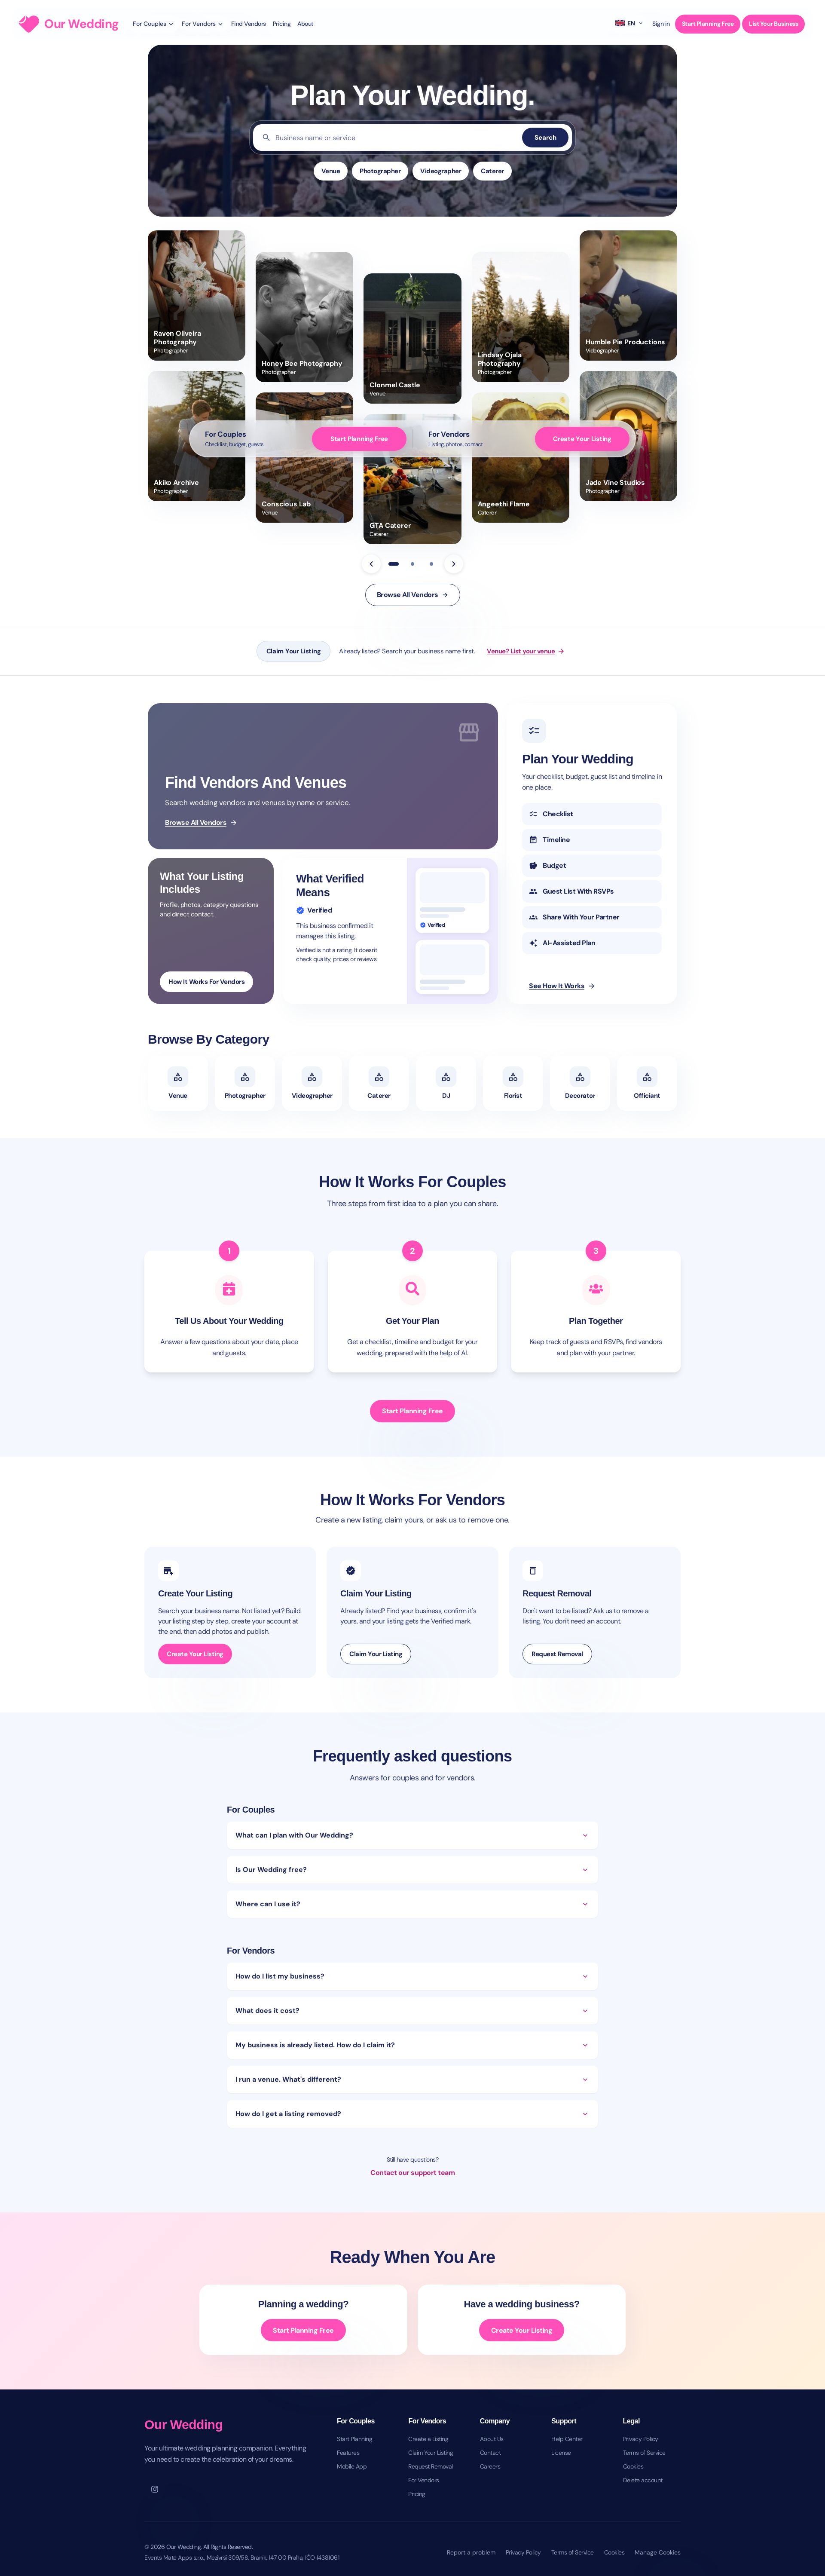 Our Wedding
For Couples
For Vendors
Find Vendors
Pricing
About
EN
Sign in
Start Planning Free
List Your Business
Plan Your Wedding.
Business name or service
Search
Venue
Photographer
Videographer
Caterer
Raven Oliveira
Photography
Photographer
Honey Bee Photography
Photographer
Clonmel Castle
Venue
Lindsay Ojala
Photography
Photographer
Humble Pie Productions
Videographer
For Couples
Checklist, budget, guests
Start Planning Free
For Vendors
Listing, photos, contact
Create Your Listing
Akiko Archive
Photographer
Conscious Lab
Venue
GTA Caterer
Caterer
Angeethi Flame
Caterer
Jade Vine Studios
Photographer
Browse All Vendors
Claim Your Listing
Already listed? Search your business name first.
Venue? List your venue
Find Vendors And Venues
Search wedding vendors and venues by name or service.
Browse All Vendors
What Your Listing
Includes
Profile, photos, category questions
and direct contact.
How It Works For Vendors
What Verified
Means
Verified
This business confirmed it
manages this listing.
Verified is not a rating. It doesn't
check quality, prices or reviews.
Verified
Plan Your Wedding
Your checklist, budget, guest list and timeline in
one place.
Checklist
Timeline
Budget
Guest List With RSVPs
Share With Your Partner
AI-Assisted Plan
See How It Works
Browse By Category
Venue
Photographer
Videographer
Caterer
DJ
Florist
Decorator
Officiant
How It Works For Couples
Three steps from first idea to a plan you can share.
1
Tell Us About Your Wedding
Answer a few questions about your date, place
and guests.
2
Get Your Plan
Get a checklist, timeline and budget for your
wedding, prepared with the help of AI.
3
Plan Together
Keep track of guests and RSVPs, find vendors
and plan with your partner.
Start Planning Free
How It Works For Vendors
Create a new listing, claim yours, or ask us to remove one.
Create Your Listing
Search your business name. Not listed yet? Build
your listing step by step, create your account at
the end, then add photos and publish.
Create Your Listing
Claim Your Listing
Already listed? Find your business, confirm it's
yours, and your listing gets the Verified mark.
Claim Your Listing
Request Removal
Don't want to be listed? Ask us to remove a
listing. You don't need an account.
Request Removal
Frequently asked questions
Answers for couples and for vendors.
For Couples
What can I plan with Our Wedding?
Is Our Wedding free?
Where can I use it?
For Vendors
How do I list my business?
What does it cost?
My business is already listed. How do I claim it?
I run a venue. What's different?
How do I get a listing removed?
Still have questions?
Contact our support team
Ready When You Are
Planning a wedding?
Start Planning Free
Have a wedding business?
Create Your Listing
Our Wedding
Your ultimate wedding planning companion. Everything
you need to create the celebration of your dreams.
For Couples
Start Planning
Features
Mobile App
For Vendors
Create a Listing
Claim Your Listing
Request Removal
For Vendors
Pricing
Company
About Us
Contact
Careers
Support
Help Center
License
Legal
Privacy Policy
Terms of Service
Cookies
Delete account
© 2026 Our Wedding. All Rights Reserved.
Events Mate Apps s.r.o., Mezivrší 309/58, Braník, 147 00 Praha, IČO 14381061
Report a problem
Privacy Policy
Terms of Service
Cookies
Manage Cookies